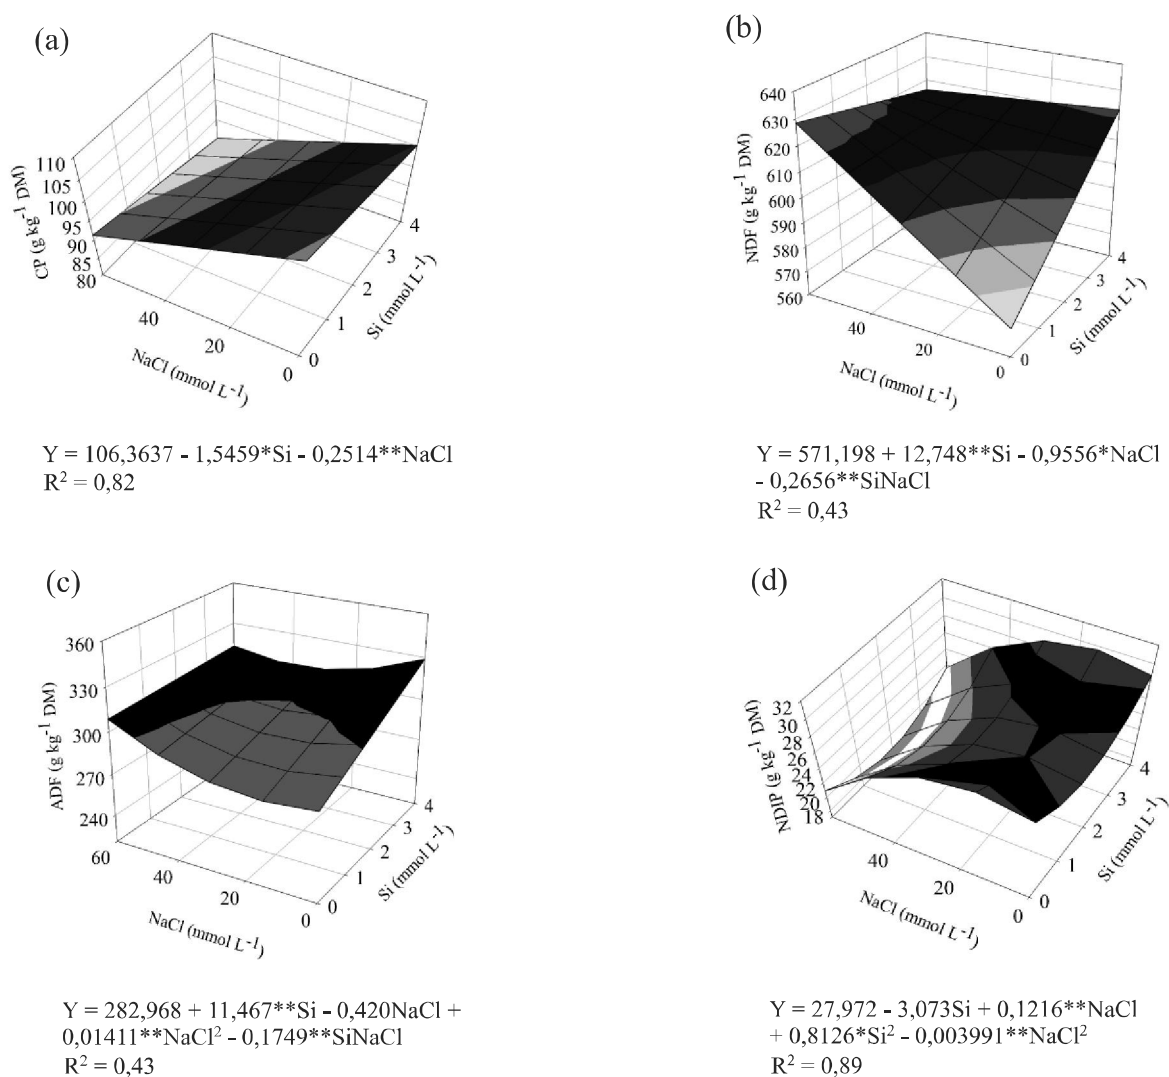 (a)
110
105
100
95
90
85
80
CP (g kg-1 DM)
40
20
0
NaCl (mmol L-1)
0
1
2
3
4
Si (mmol L-1)
Y = 106,3637 - 1,5459*Si - 0,2514**NaCl
R2 = 0,82
(b)
640
630
620
610
600
590
580
570
560
NDF (g kg-1 DM)
40
20
0
NaCl (mmol L-1)
0
1
2
3
4
Si (mmol L-1)
Y = 571,198 + 12,748**Si - 0,9556*NaCl
- 0,2656**SiNaCl
R2 = 0,43
(c)
360
330
300
270
240
ADF (g kg-1 DM)
60
40
20
0
NaCl (mmol L-1)
0
1
2
3
4
Si (mmol L-1)
Y = 282,968 + 11,467**Si - 0,420NaCl +
0,01411**NaCl2 - 0,1749**SiNaCl
R2 = 0,43
(d)
32
30
28
26
24
22
20
18
NDIP (g kg-1 DM)
40
20
0
NaCl (mmol L-1)
0
1
2
3
4
Si (mmol L-1)
Y = 27,972 - 3,073Si + 0,1216**NaCl
+ 0,8126*Si2 - 0,003991**NaCl2
R2 = 0,89